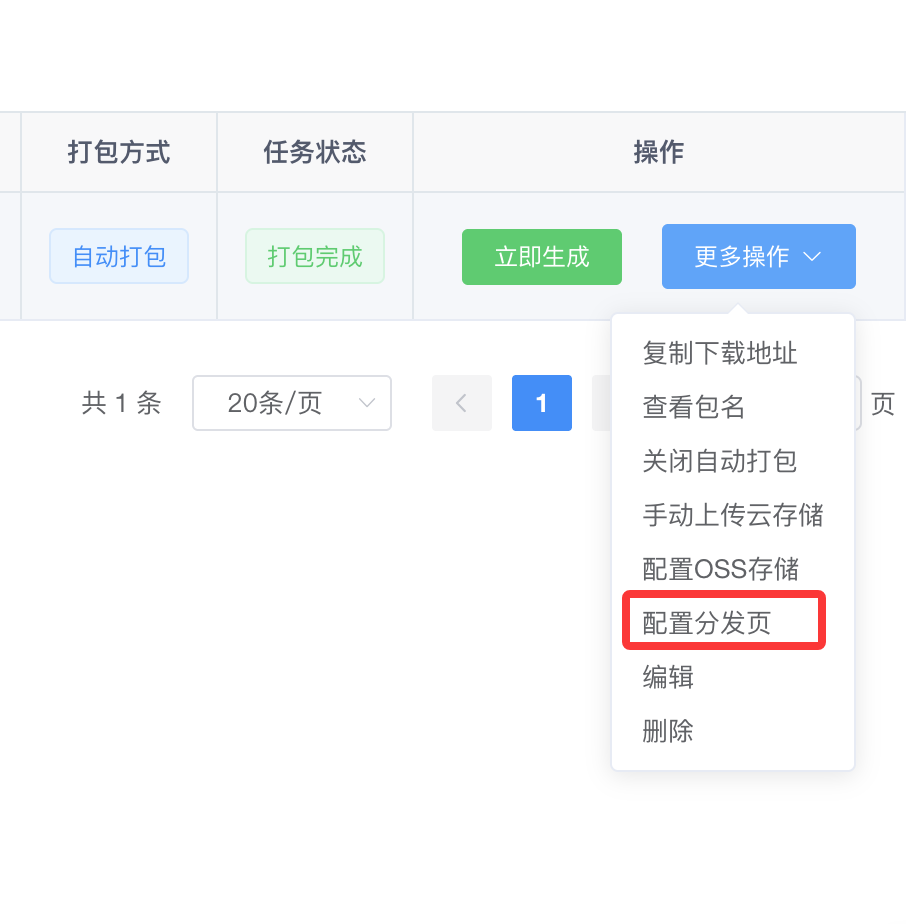 打包方式 任务状态 操作
自动打包 打包完成 立即生成 更多操作
共 1 条 20条/页 1 页
复制下载地址
查看包名
关闭自动打包
手动上传云存储
配置OSS存储
配置分发页
编辑
删除